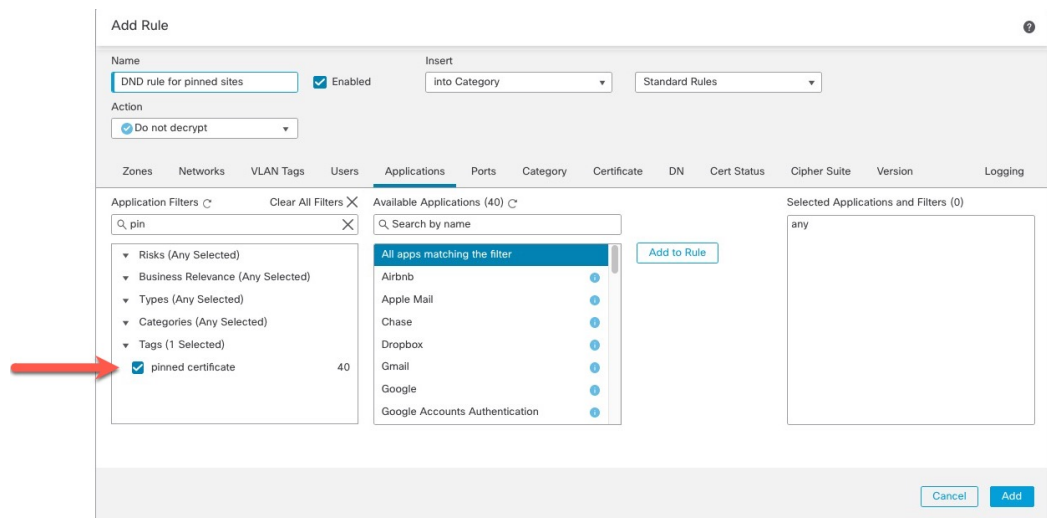 Add Rule
Name
Insert
DND rule for pinned sites
Enabled
into Category
Standard Rules
Action
Do not decrypt
Zones Networks VLAN Tags Users Applications Ports Category Certificate DN Cert Status Cipher Suite Version Logging
Application Filters Clear All Filters Available Applications (40) Selected Applications and Filters (0)
pin
Search by name
any
Risks (Any Selected)
Business Relevance (Any Selected)
Types (Any Selected)
Categories (Any Selected)
Tags (1 Selected)
pinned certificate 40
All apps matching the filter
Airbnb
Apple Mail
Chase
Dropbox
Gmail
Google
Google Accounts Authentication
Add to Rule
Cancel Add